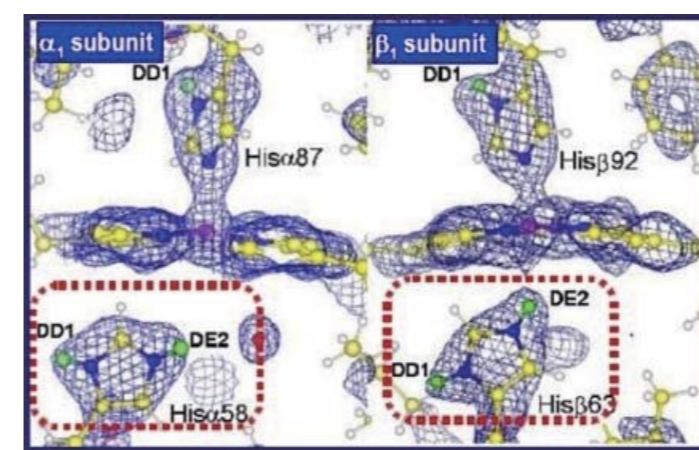 α₁ subunit
DD1
Hisα87
DD1
DE2
Hisα58
β₁ subunit
DD1
Hisβ92
DE2
DD1
Hisβ63